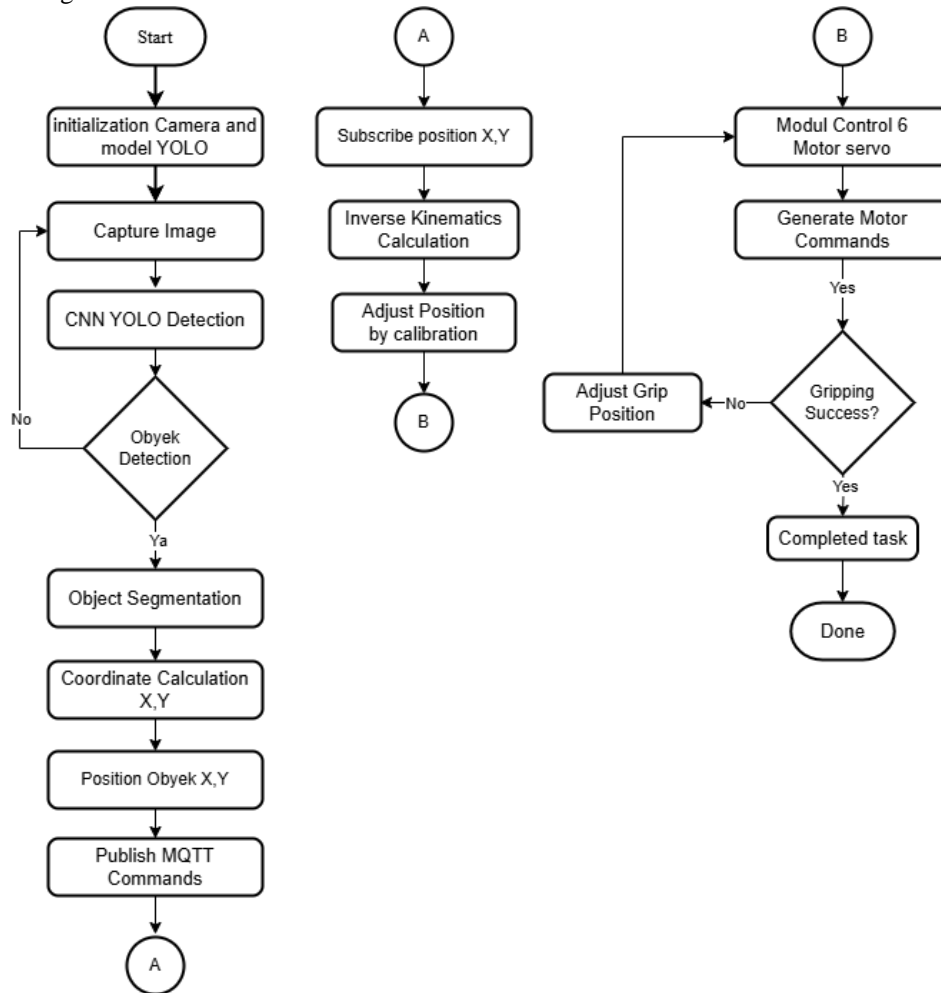 Start
initialization Camera and
model YOLO
Capture Image
CNN YOLO Detection
No
Obyek
Detection
Ya
Object Segmentation
Coordinate Calculation
X,Y
Position Obyek X,Y
Publish MQTT
Commands
A
A
Subscribe position X,Y
Inverse Kinematics
Calculation
Adjust Position
by calibration
B
B
Modul Control 6
Motor servo
Generate Motor
Commands
Yes
Gripping
Success?
No
Adjust Grip
Position
Yes
Completed task
Done